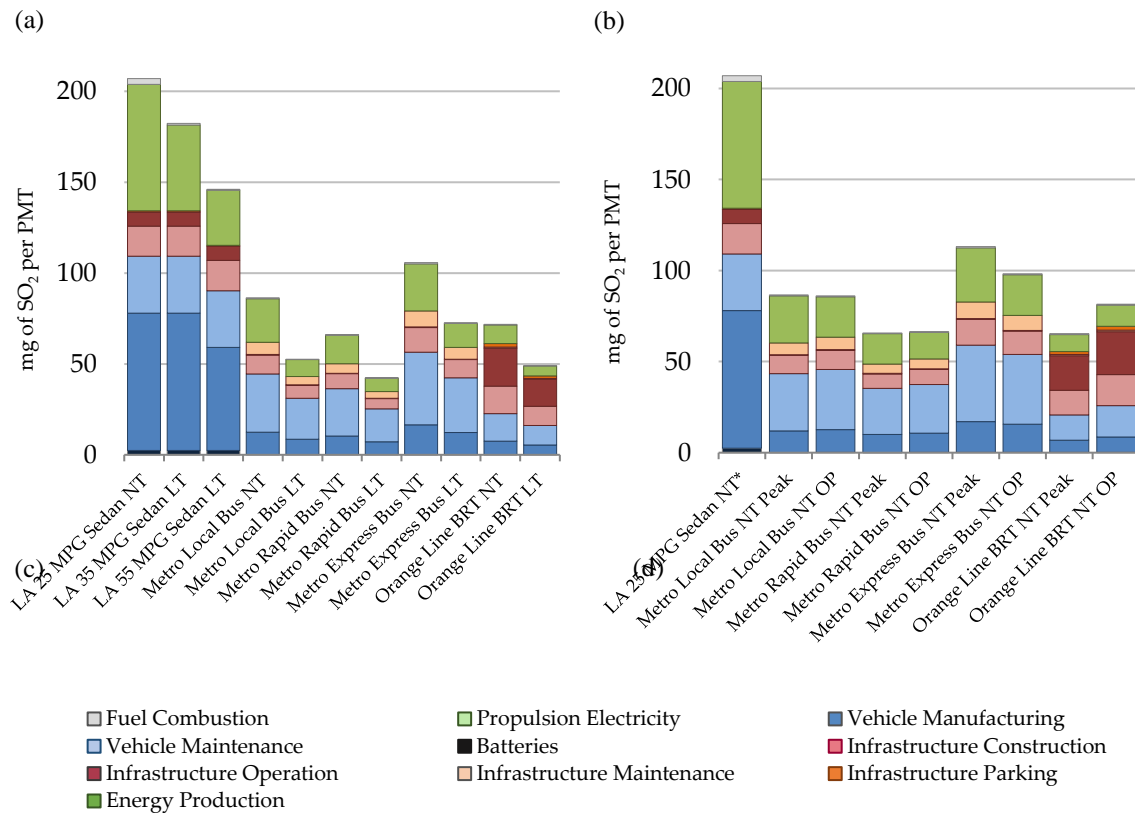 (a)
(b)
mg of SO2 per PMT
200
150
100
50
0
LA 25 MPG Sedan NT
LA 35 MPG Sedan LT
LA 55 MPG Sedan LT
Metro Local Bus NT
Metro Local Bus LT
Metro Rapid Bus NT
Metro Rapid Bus LT
Metro Express Bus NT
Metro Express Bus LT
Orange Line BRT NT
Orange Line BRT LT
mg of SO2 per PMT
200
150
100
50
0
LA 25 MPG Sedan NT*
Metro Local Bus NT Peak
Metro Local Bus NT OP
Metro Rapid Bus NT Peak
Metro Rapid Bus NT OP
Metro Express Bus NT Peak
Metro Express Bus NT OP
Orange Line BRT NT Peak
Orange Line BRT NT OP
(c)
(d)
Fuel Combustion
Propulsion Electricity
Vehicle Manufacturing
Vehicle Maintenance
Batteries
Infrastructure Construction
Infrastructure Operation
Infrastructure Maintenance
Infrastructure Parking
Energy Production